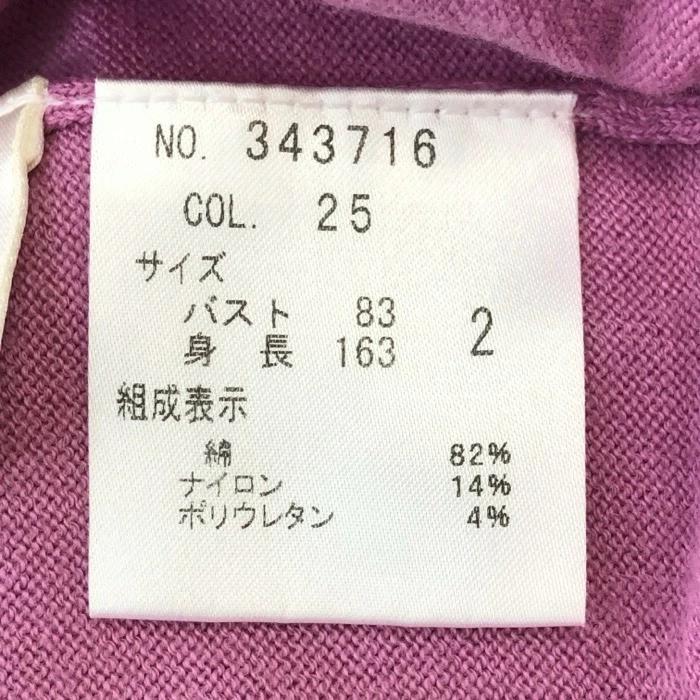 NO. 343716
COL. 25
サイズ
バスト 83
身長 163 2
組成表示
綿 82%
ナイロン 14%
ポリウレタン 4%